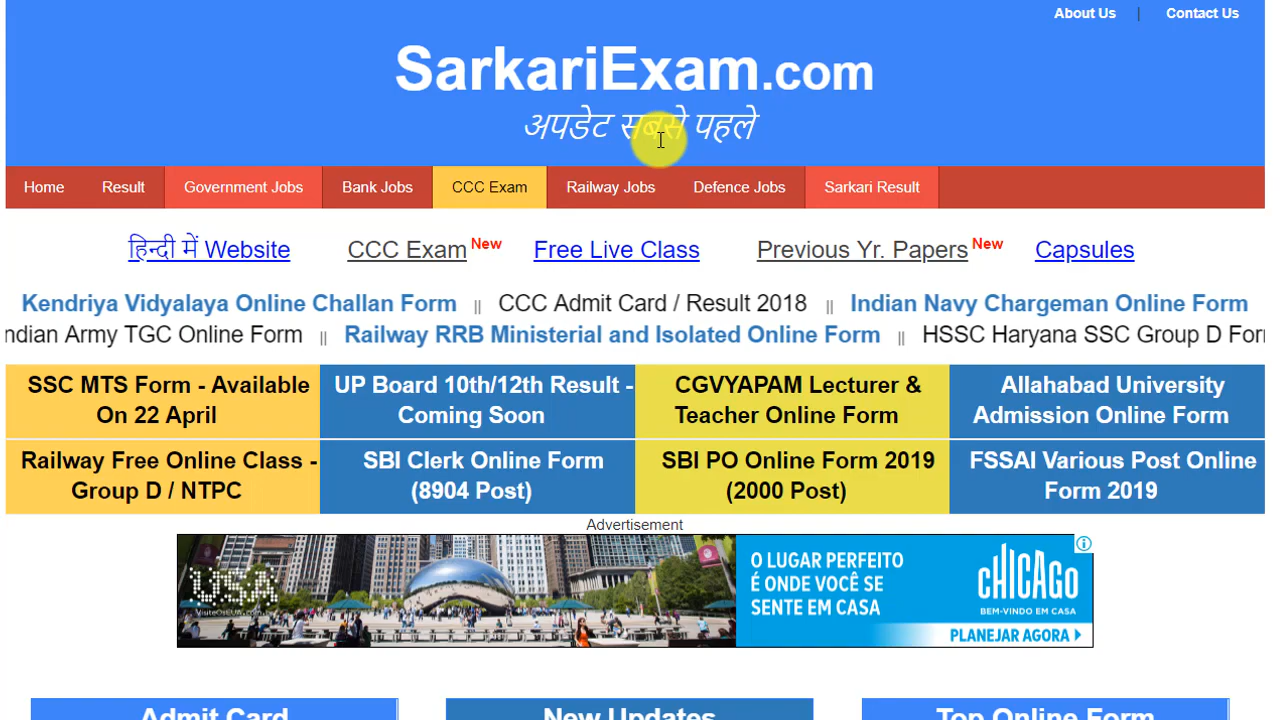 About Us | Contact Us
SarkariExam.com
अपडेट सबसे पहले
Home Result Government Jobs Bank Jobs CCC Exam Railway Jobs Defence Jobs Sarkari Result
हिन्दी में Website CCC Exam New Free Live Class Previous Yr. Papers New Capsules
Kendriya Vidyalaya Online Challan Form || CCC Admit Card / Result 2018 || Indian Navy Chargeman Online Form
ndian Army TGC Online Form || Railway RRB Ministerial and Isolated Online Form || HSSC Haryana SSC Group D For
SSC MTS Form - Available
On 22 April
UP Board 10th/12th Result -
Coming Soon
CGVYAPAM Lecturer &
Teacher Online Form
Allahabad University
Admission Online Form
Railway Free Online Class -
Group D / NTPC
SBI Clerk Online Form
(8904 Post)
SBI PO Online Form 2019
(2000 Post)
FSSAI Various Post Online
Form 2019
Advertisement
USA
O LUGAR PERFEITO
É ONDE VOCÊ SE
SENTE EM CASA
CHICAGO
BEM-VINDO EM CASA
PLANEJAR AGORA
Admit Card New Updates Top Online Form